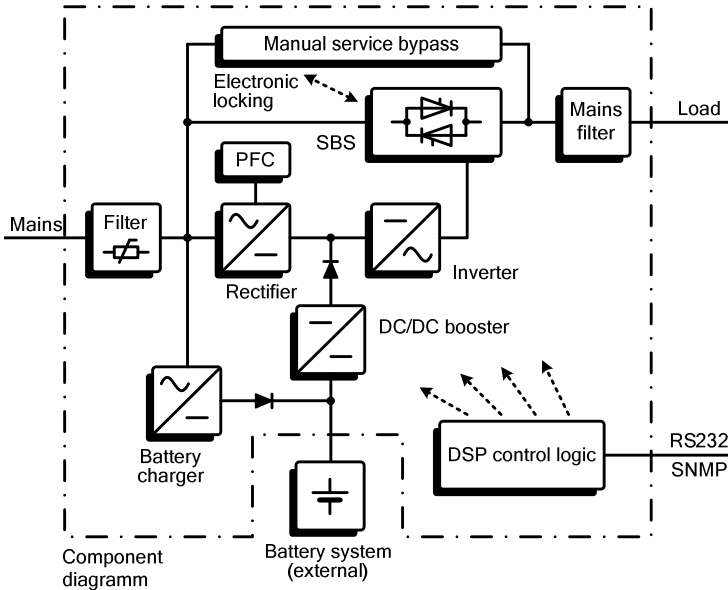 Manual service bypass
Electronic
locking
SBS
Mains
filter
Load
PFC
Mains
Filter
Rectifier
Inverter
DC/DC booster
Battery
charger
DSP control logic
RS232
SNMP
Battery system
(external)
Component
diagramm